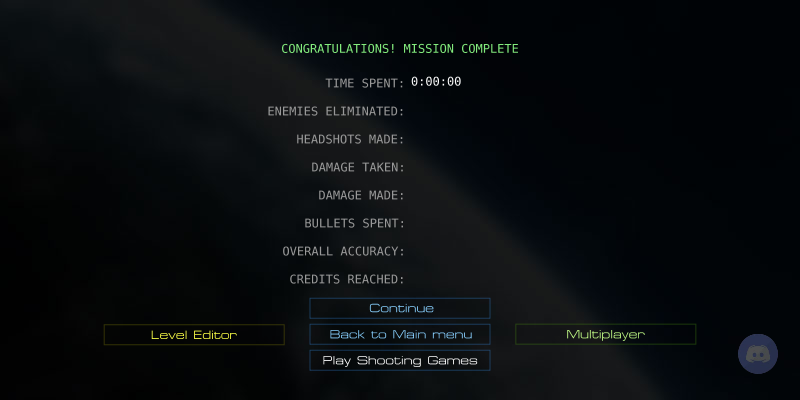 CONGRATULATIONS! MISSION COMPLETE
TIME SPENT: 0:00:00
ENEMIES ELIMINATED:
HEADSHOTS MADE:
DAMAGE TAKEN:
DAMAGE MADE:
BULLETS SPENT:
OVERALL ACCURACY:
CREDITS REACHED:
Continue
Level Editor
Back to Main menu
Multiplayer
Play Shooting Games